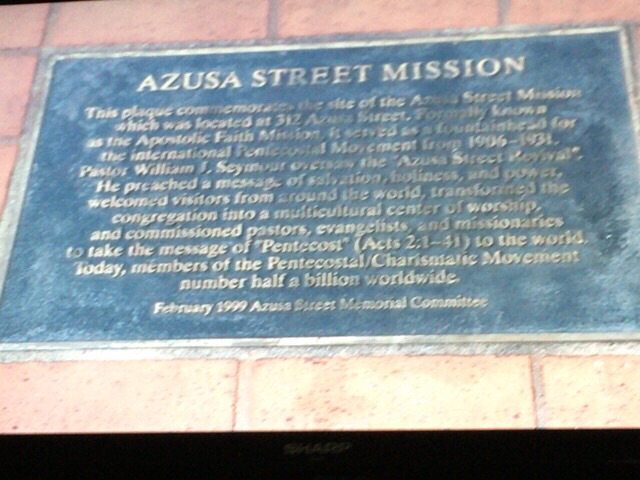 AZUSA STREET MISSION
This plaque commemorates the site of the Azusa Street Mission
which was located at 312 Azusa Street. Formally known
as the Apostolic Faith Mission, it served as a fountainhead for
the international Pentecostal Movement from 1906-1931.
Pastor William J. Seymour oversaw the "Azusa Street Revival".
He preached a message of salvation, holiness, and power,
welcomed visitors from around the world, transformed the
congregation into a multicultural center of worship,
and commissioned pastors, evangelists, and missionaries
to take the message of "Pentecost" (Acts 2:1-41) to the world.
Today, members of the Pentecostal/Charismatic Movement
number half a billion worldwide.
February 1999 Azusa Street Memorial Committee
SHARP